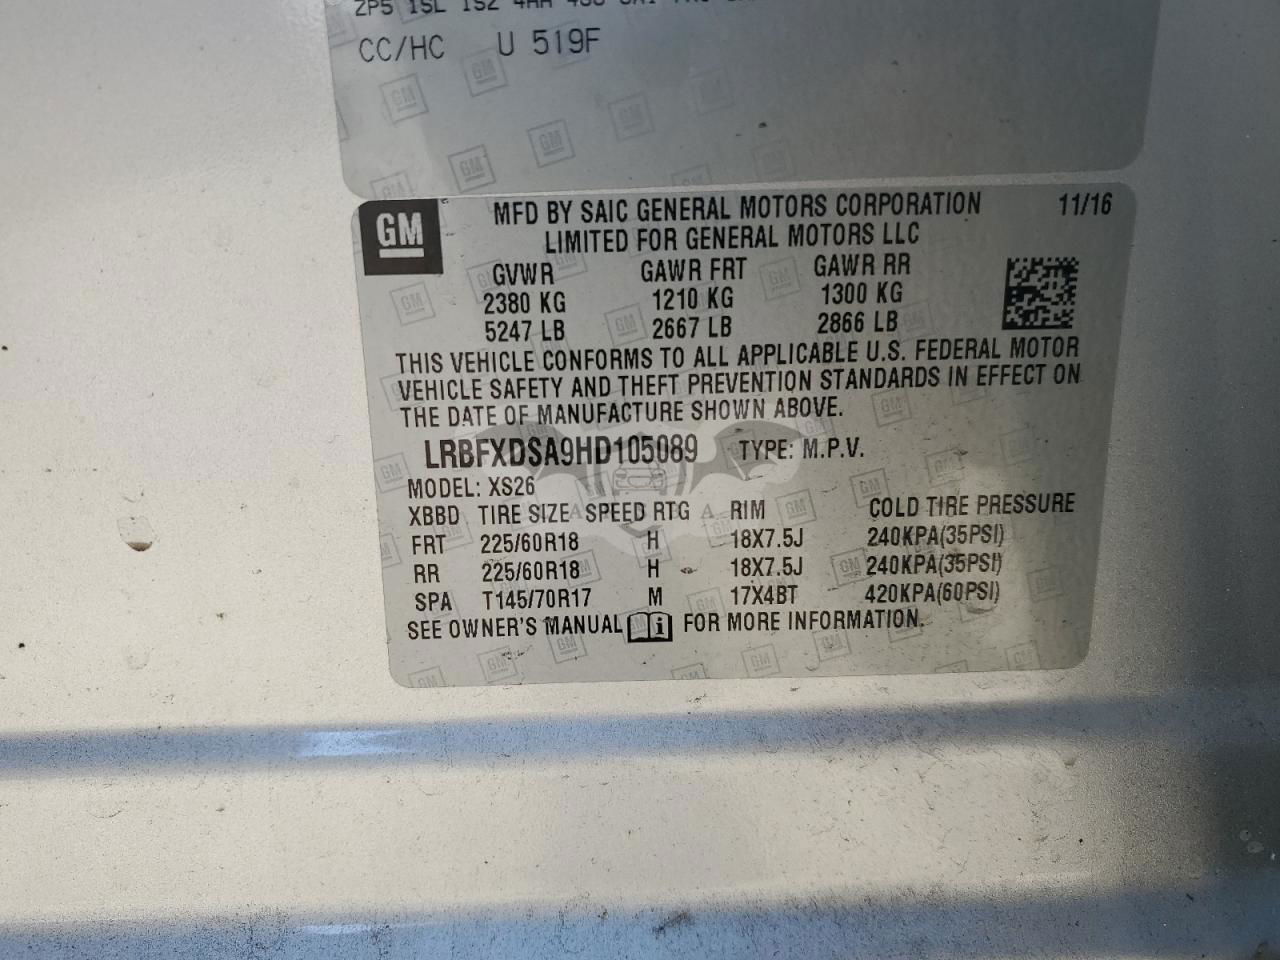 CC/HC U 519F
GM
MFD BY SAIC GENERAL MOTORS CORPORATION 11/16
LIMITED FOR GENERAL MOTORS LLC
GVWR GAWR FRT GAWR RR
2380 KG 1210 KG 1300 KG
5247 LB 2667 LB 2866 LB
THIS VEHICLE CONFORMS TO ALL APPLICABLE U.S. FEDERAL MOTOR
VEHICLE SAFETY AND THEFT PREVENTION STANDARDS IN EFFECT ON
THE DATE OF MANUFACTURE SHOWN ABOVE.
LRBFXDSA9HD105089 TYPE: M.P.V.
MODEL: XS26
XBBD TIRE SIZE SPEED RTG RIM COLD TIRE PRESSURE
FRT 225/60R18 H 18X7.5J 240KPA(35PSI)
RR 225/60R18 H 18X7.5J 240KPA(35PSI)
SPA T145/70R17 M 17X4BT 420KPA(60PSI)
SEE OWNER'S MANUAL FOR MORE INFORMATION.